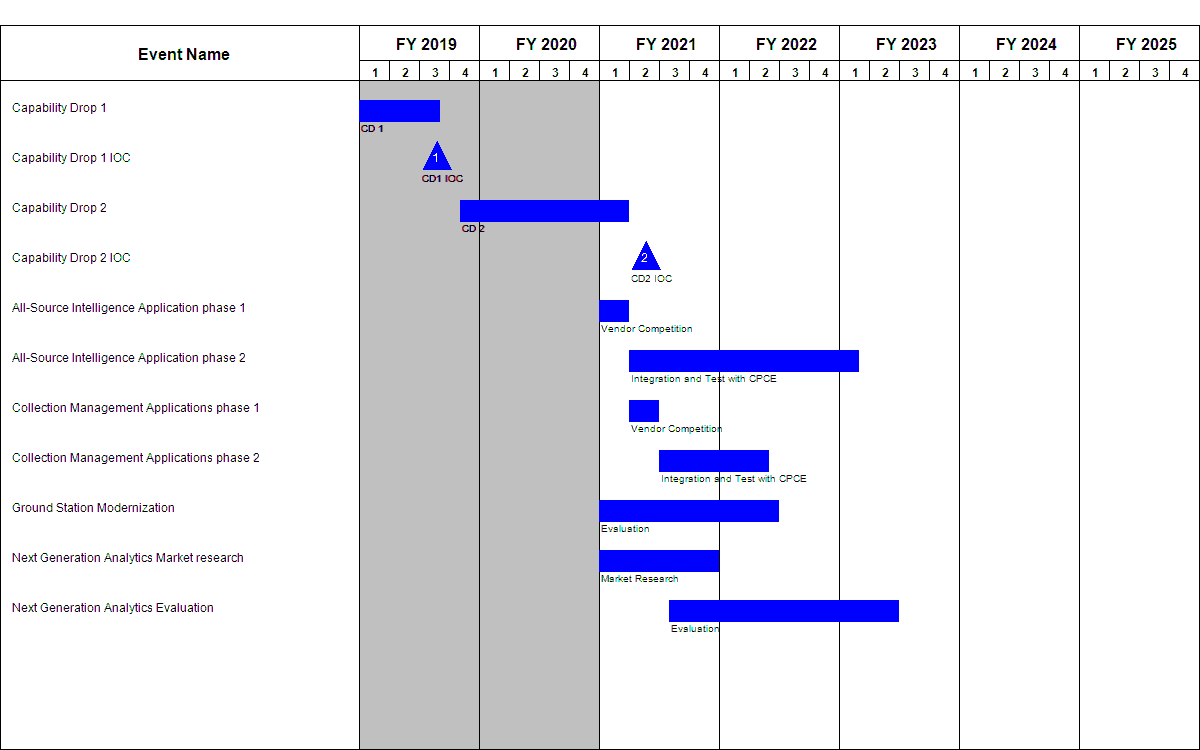 Event Name
FY 2019 FY 2020 FY 2021 FY 2022 FY 2023 FY 2024 FY 2025
1 2 3 4 1 2 3 4 1 2 3 4 1 2 3 4 1 2 3 4 1 2 3 4 1 2 3 4
Capability Drop 1
CD 1
Capability Drop 1 IOC
1
CD1 IOC
Capability Drop 2
CD 2
Capability Drop 2 IOC
2
CD2 IOC
All-Source Intelligence Application phase 1
Vendor Competition
All-Source Intelligence Application phase 2
Integration and Test with CPCE
Collection Management Applications phase 1
Vendor Competition
Collection Management Applications phase 2
Integration and Test with CPCE
Ground Station Modernization
Evaluation
Next Generation Analytics Market research
Market Research
Next Generation Analytics Evaluation
Evaluation